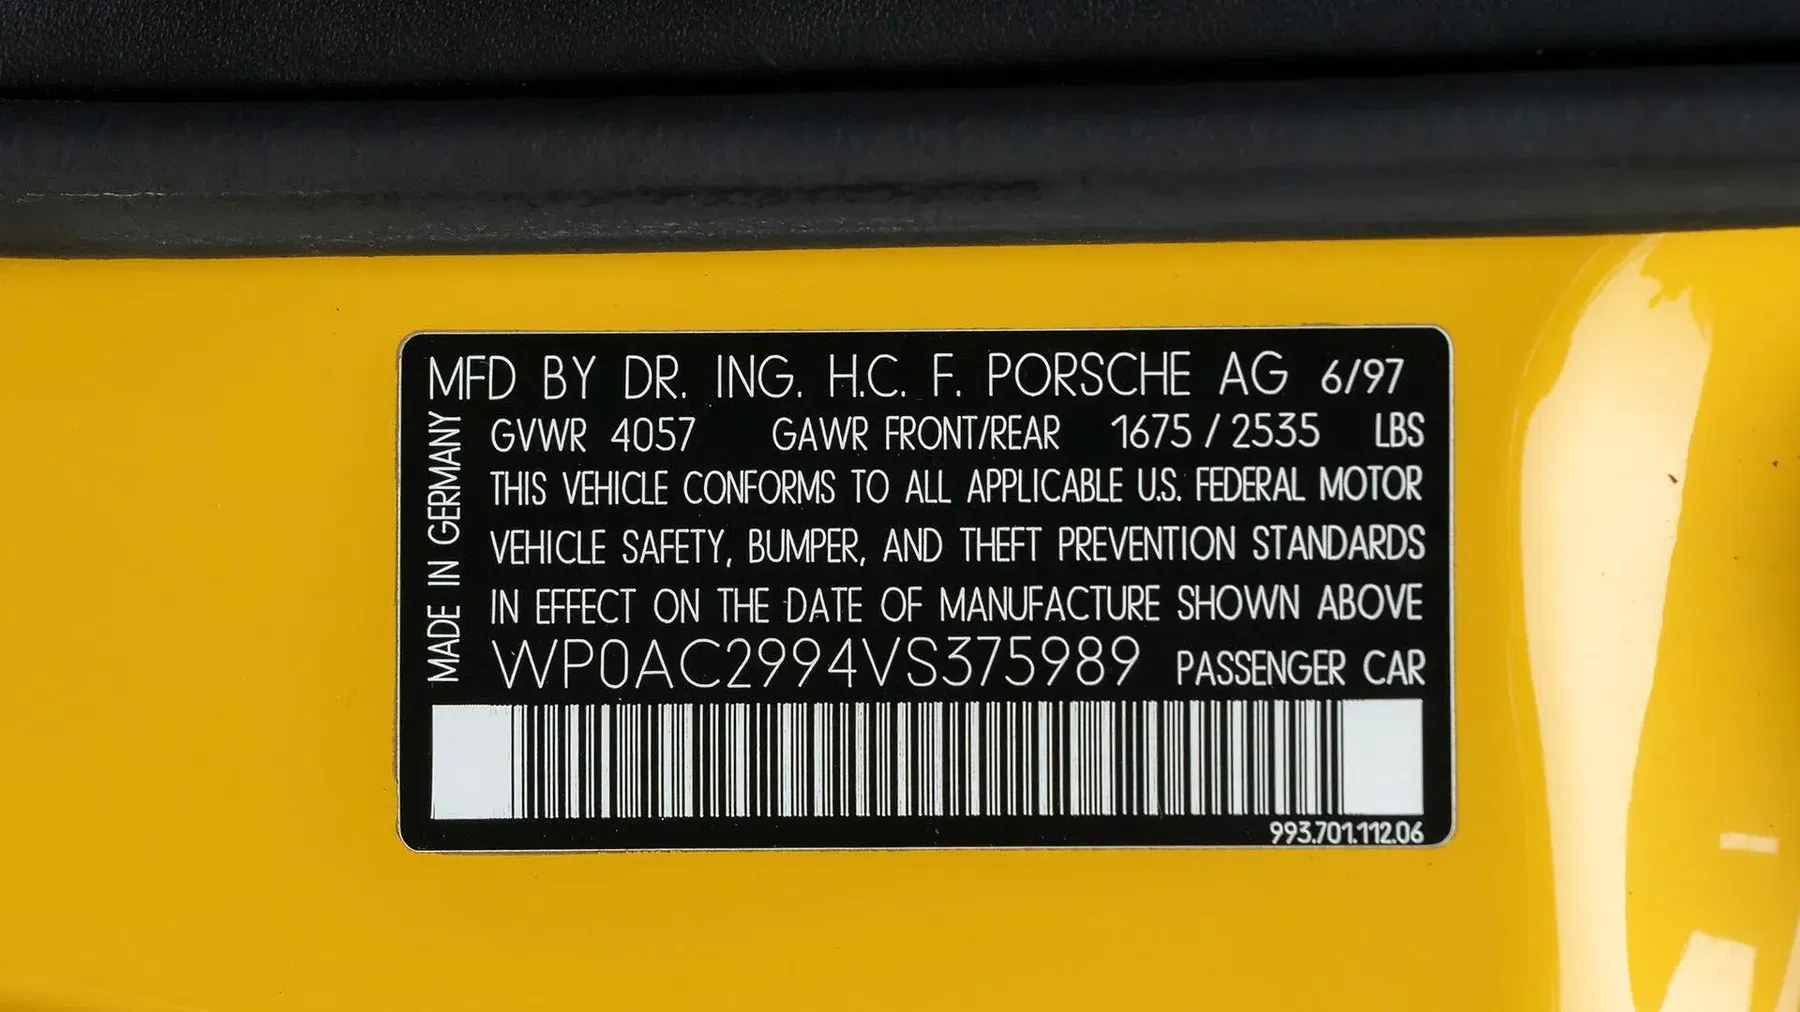 MFD BY DR. ING. H.C. F. PORSCHE AG 6/97
GVWR 4057 GAWR FRONT/REAR 1675 / 2535 LBS
THIS VEHICLE CONFORMS TO ALL APPLICABLE U.S. FEDERAL MOTOR
VEHICLE SAFETY, BUMPER, AND THEFT PREVENTION STANDARDS
IN EFFECT ON THE DATE OF MANUFACTURE SHOWN ABOVE
WP0AC2994VS375989 PASSENGER CAR
MADE IN GERMANY
993.701.112.06